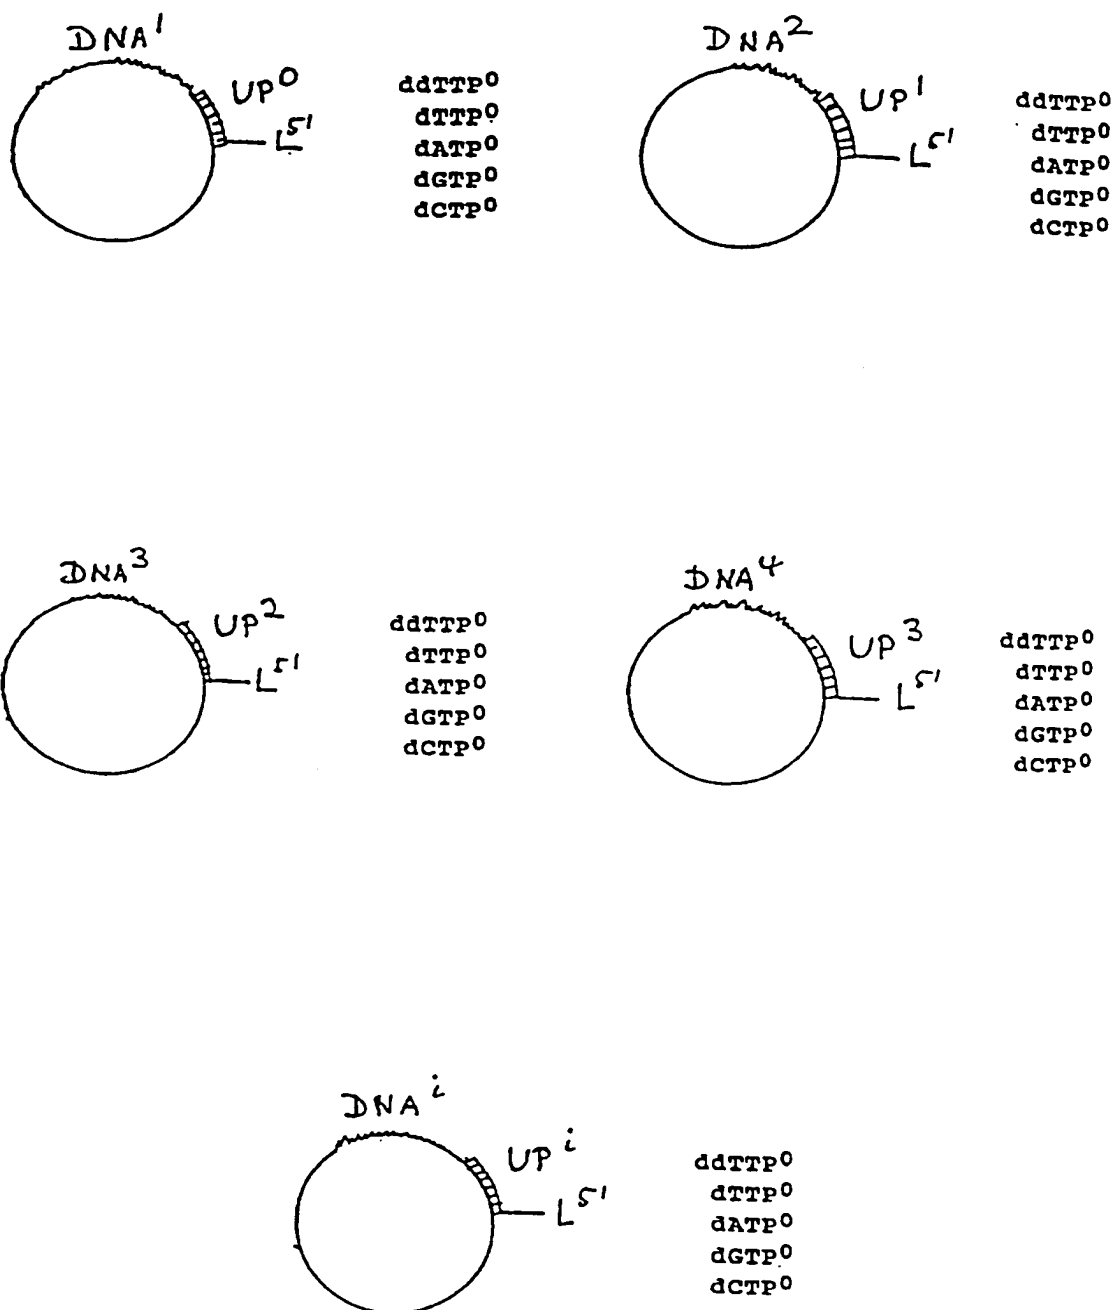 DNA¹
UP⁰
L⁵'
ddTTP⁰
dTTP⁰
dATP⁰
dGTP⁰
dCTP⁰
DNA²
UP¹
L⁵'
ddTTP⁰
dTTP⁰
dATP⁰
dGTP⁰
dCTP⁰
DNA³
UP²
L⁵'
ddTTP⁰
dTTP⁰
dATP⁰
dGTP⁰
dCTP⁰
DNA⁴
UP³
L⁵'
ddTTP⁰
dTTP⁰
dATP⁰
dGTP⁰
dCTP⁰
DNAⁱ
UPⁱ
L⁵'
ddTTP⁰
dTTP⁰
dATP⁰
dGTP⁰
dCTP⁰